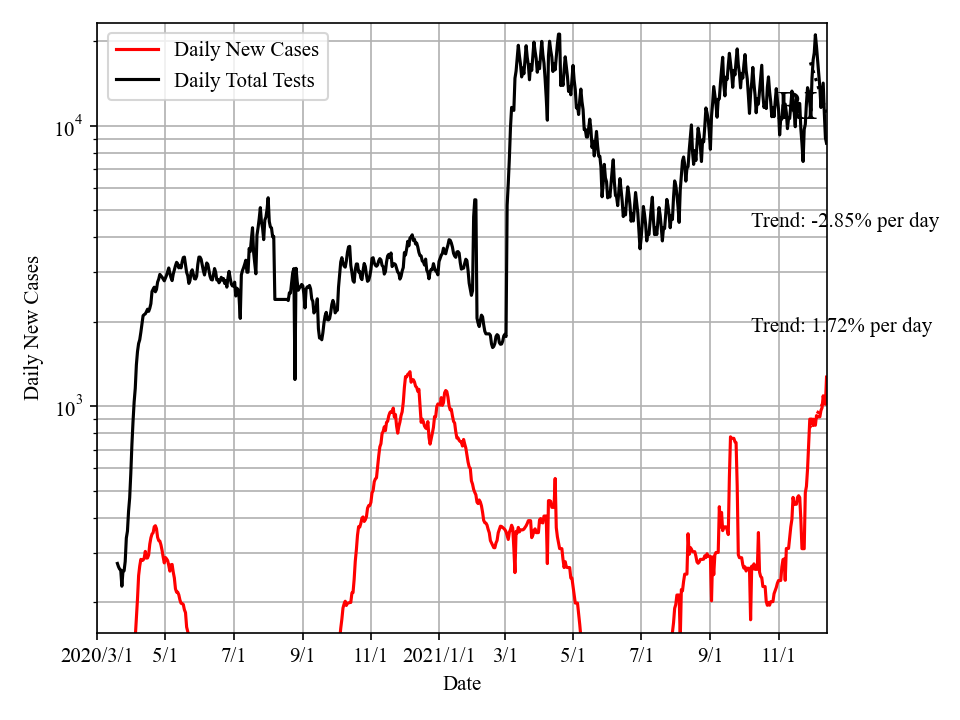 Daily New Cases
Daily Total Tests
10^4
10^3
Daily New Cases
RI
Trend: -2.85% per day
Trend: 1.72% per day
2020/3/1 5/1 7/1 9/1 11/1 2021/1/1 3/1 5/1 7/1 9/1 11/1
Date